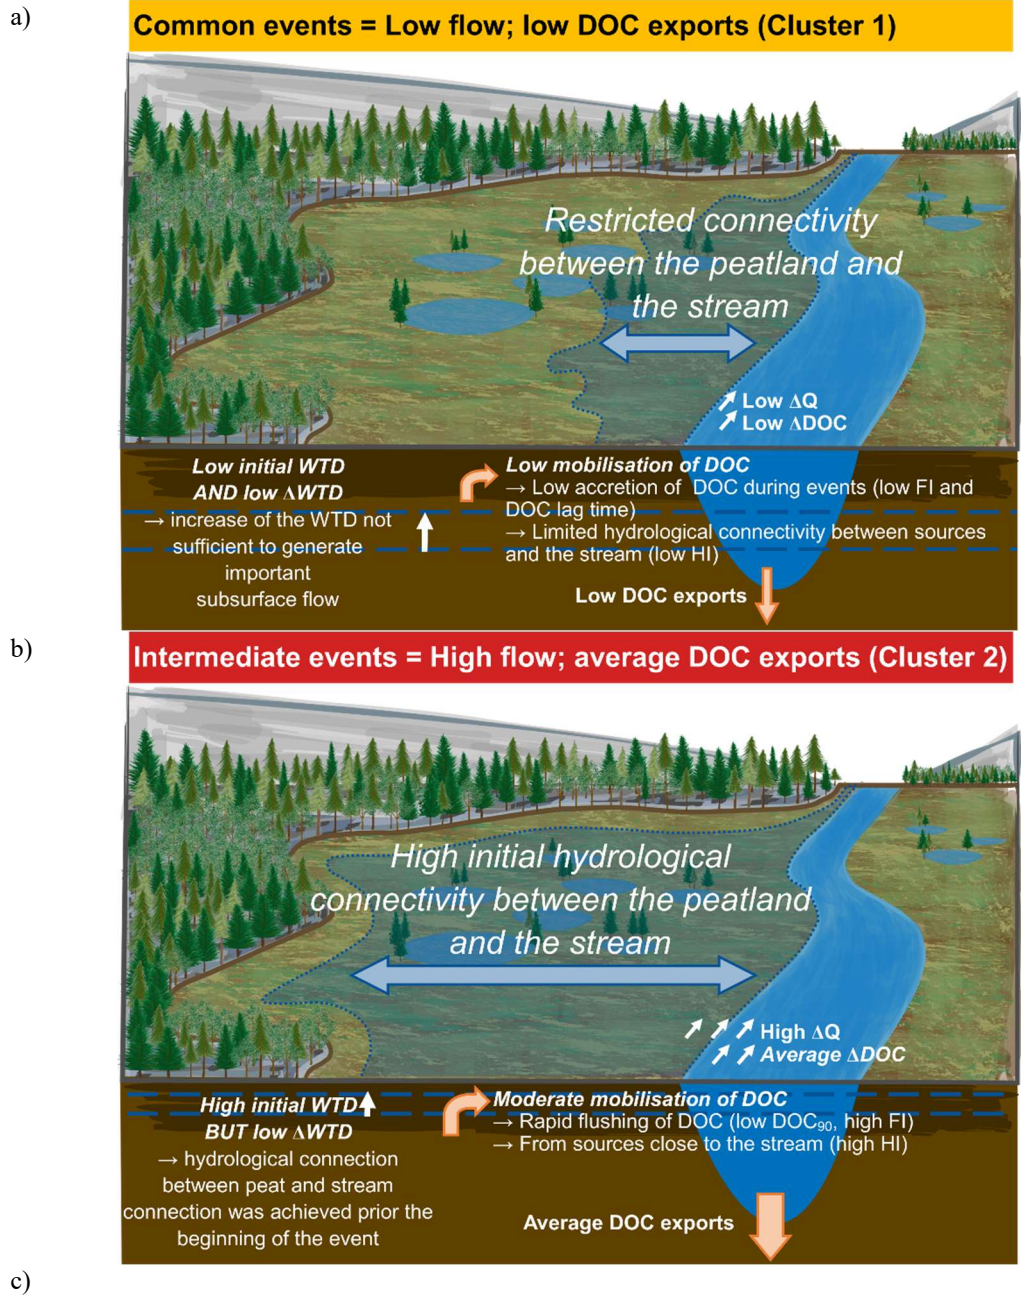 a)
Common events = Low flow; low DOC exports (Cluster 1)
Restricted connectivity
between the peatland and
the stream
Low ΔQ
Low ΔDOC
Low initial WTD
AND low ΔWTD
→ increase of the WTD not
sufficient to generate
important
subsurface flow
Low mobilisation of DOC
→ Low accretion of DOC during events (low FI and
DOC lag time)
→ Limited hydrological connectivity between sources
and the stream (low HI)
Low DOC exports
b)
Intermediate events = High flow; average DOC exports (Cluster 2)
High initial hydrological
connectivity between the peatland
and the stream
High ΔQ
Average ΔDOC
High initial WTD
BUT low ΔWTD
→ hydrological connection
between peat and stream
connection was achieved prior the
beginning of the event
Moderate mobilisation of DOC
→ Rapid flushing of DOC (low DOC₉₀, high FI)
→ From sources close to the stream (high HI)
Average DOC exports
c)